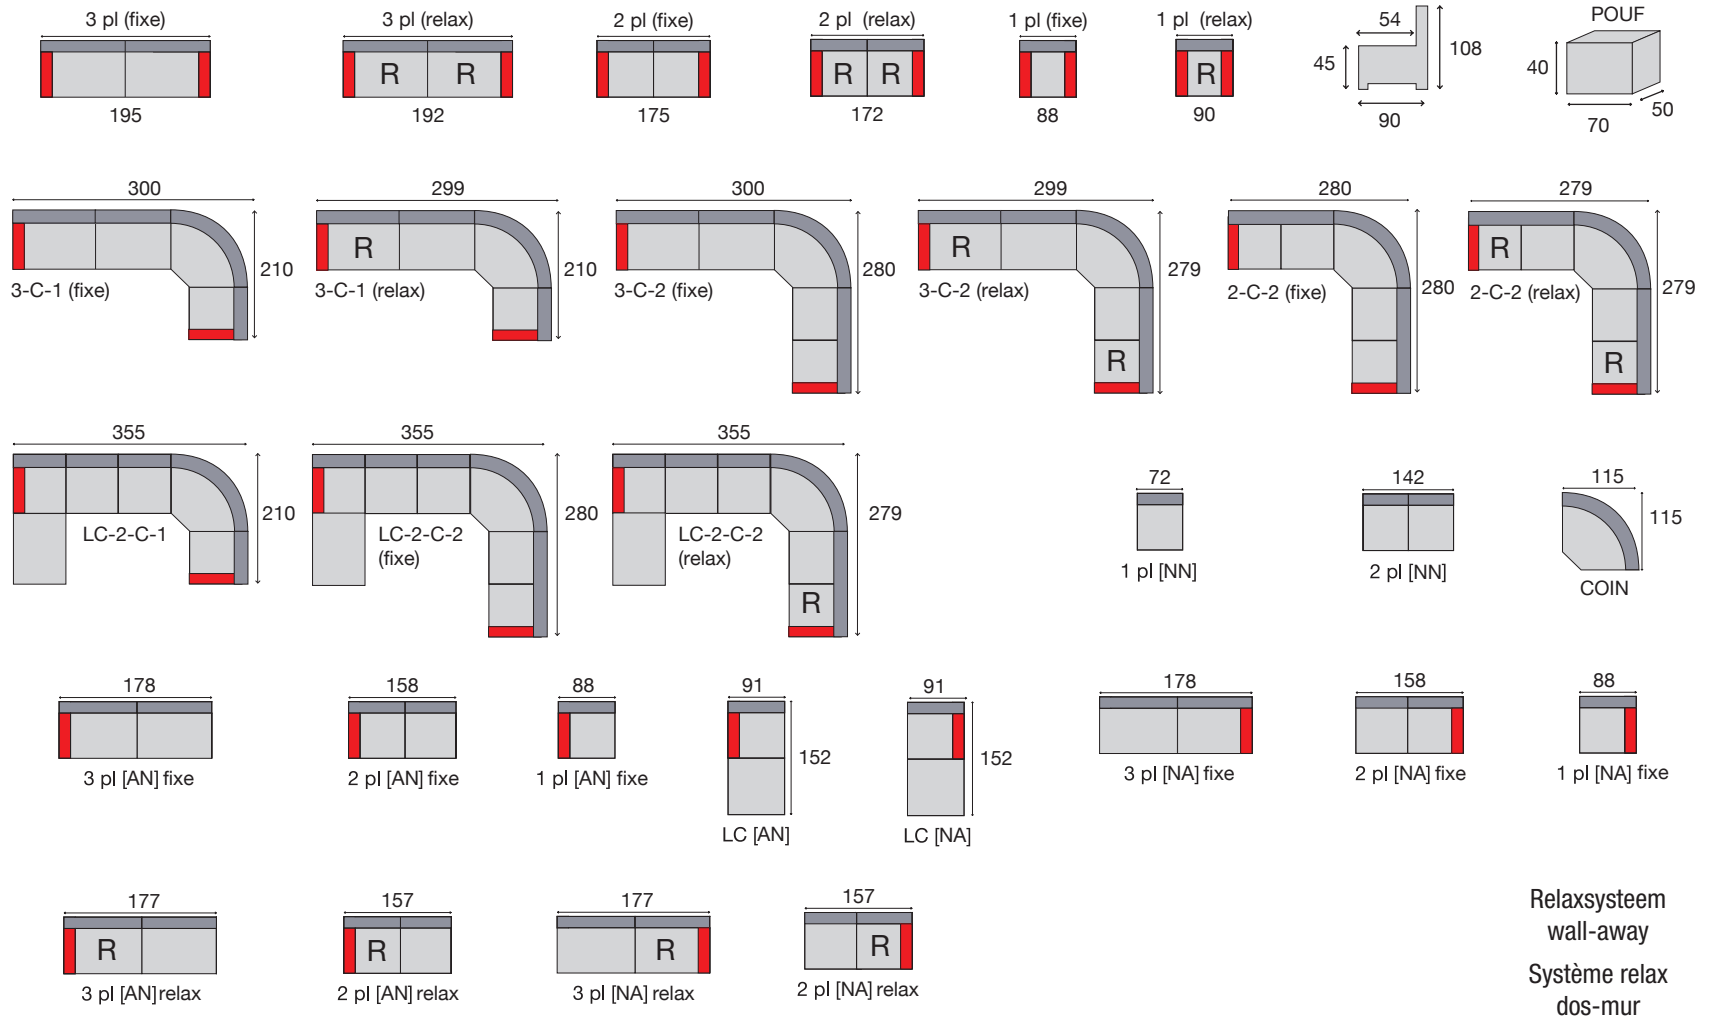 3 pl (fixe)
3 pl (relax)
2 pl (fixe)
2 pl (relax)
1 pl (fixe)
1 pl (relax)
54
POUF
R R
R R
R
45
108
40
50
195
192
175
172
88
90
90
70
300
299
300
299
280
279
R
R
R
210
210
280
279
280
279
3-C-1 (fixe)
3-C-1 (relax)
3-C-2 (fixe)
3-C-2 (relax)
2-C-2 (fixe)
2-C-2 (relax)
R
R
355
355
355
72
142
115
210
280
279
115
LC-2-C-1
LC-2-C-2
(fixe)
LC-2-C-2
(relax)
1 pl [NN]
2 pl [NN]
COIN
R
178
158
88
91
91
178
158
88
152
152
3 pl [AN] fixe
2 pl [AN] fixe
1 pl [AN] fixe
LC [AN]
LC [NA]
3 pl [NA] fixe
2 pl [NA] fixe
1 pl [NA] fixe
177
157
177
157
R
R
R
R
3 pl [AN] relax
2 pl [AN] relax
3 pl [NA] relax
2 pl [NA] relax
Relaxsysteem
wall-away
Système relax
dos-mur